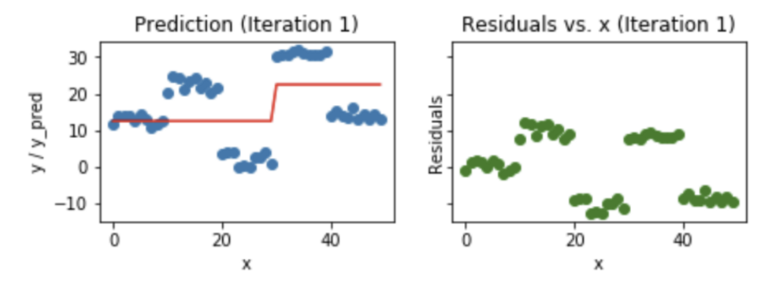 Prediction (Iteration 1)
30
20
10
0
−10
y / y_pred
0 20 40
x
Residuals vs. x (Iteration 1)
Residuals
0 20 40
x